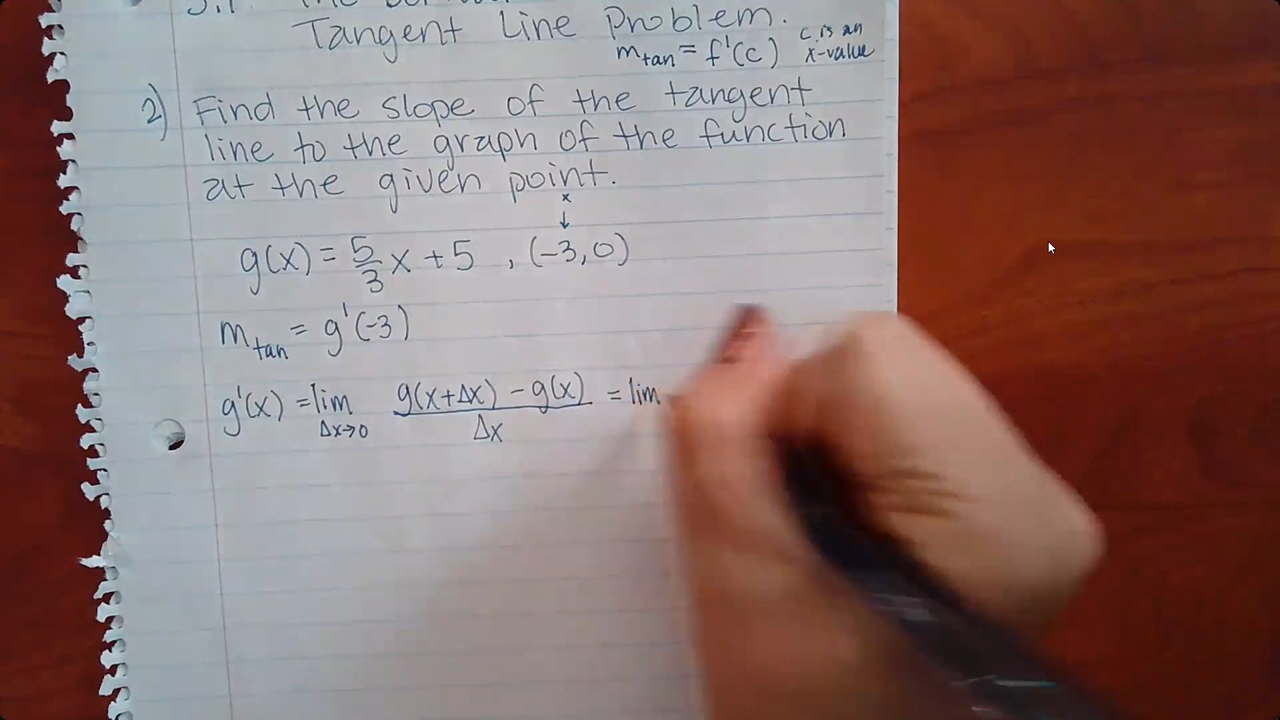 Tangent Line Problem.
m_tan = f'(c) c is an x-value
2) Find the slope of the tangent
line to the graph of the function
at the given point.
x
↓
g(x) = 5/3 x + 5 , (-3, 0)
m_tan = g'(-3)
g'(x) = lim Δx→0 g(x+Δx) - g(x) / Δx = lim